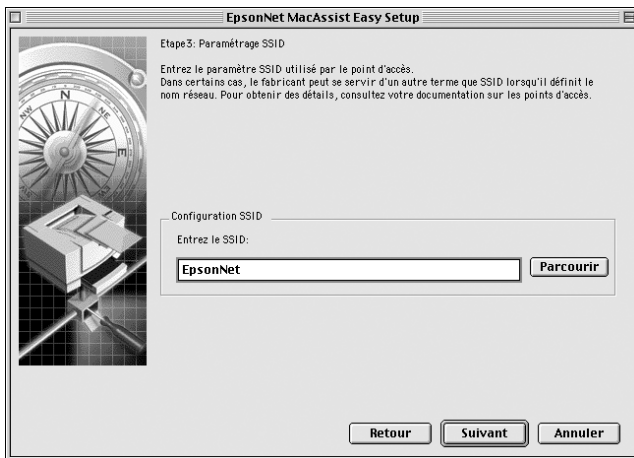 EpsonNet MacAssist Easy Setup
Etape3: Paramétrage SSID
Entrez le paramètre SSID utilisé par le point d'accès.
Dans certains cas, le fabricant peut se servir d'un autre terme que SSID lorsqu'il définit le
nom réseau. Pour obtenir des détails, consultez votre documentation sur les points d'accès.
N
NE
E
Configuration SSID
Entrez le SSID:
EpsonNet
Parcourir
Retour
Suivant
Annuler